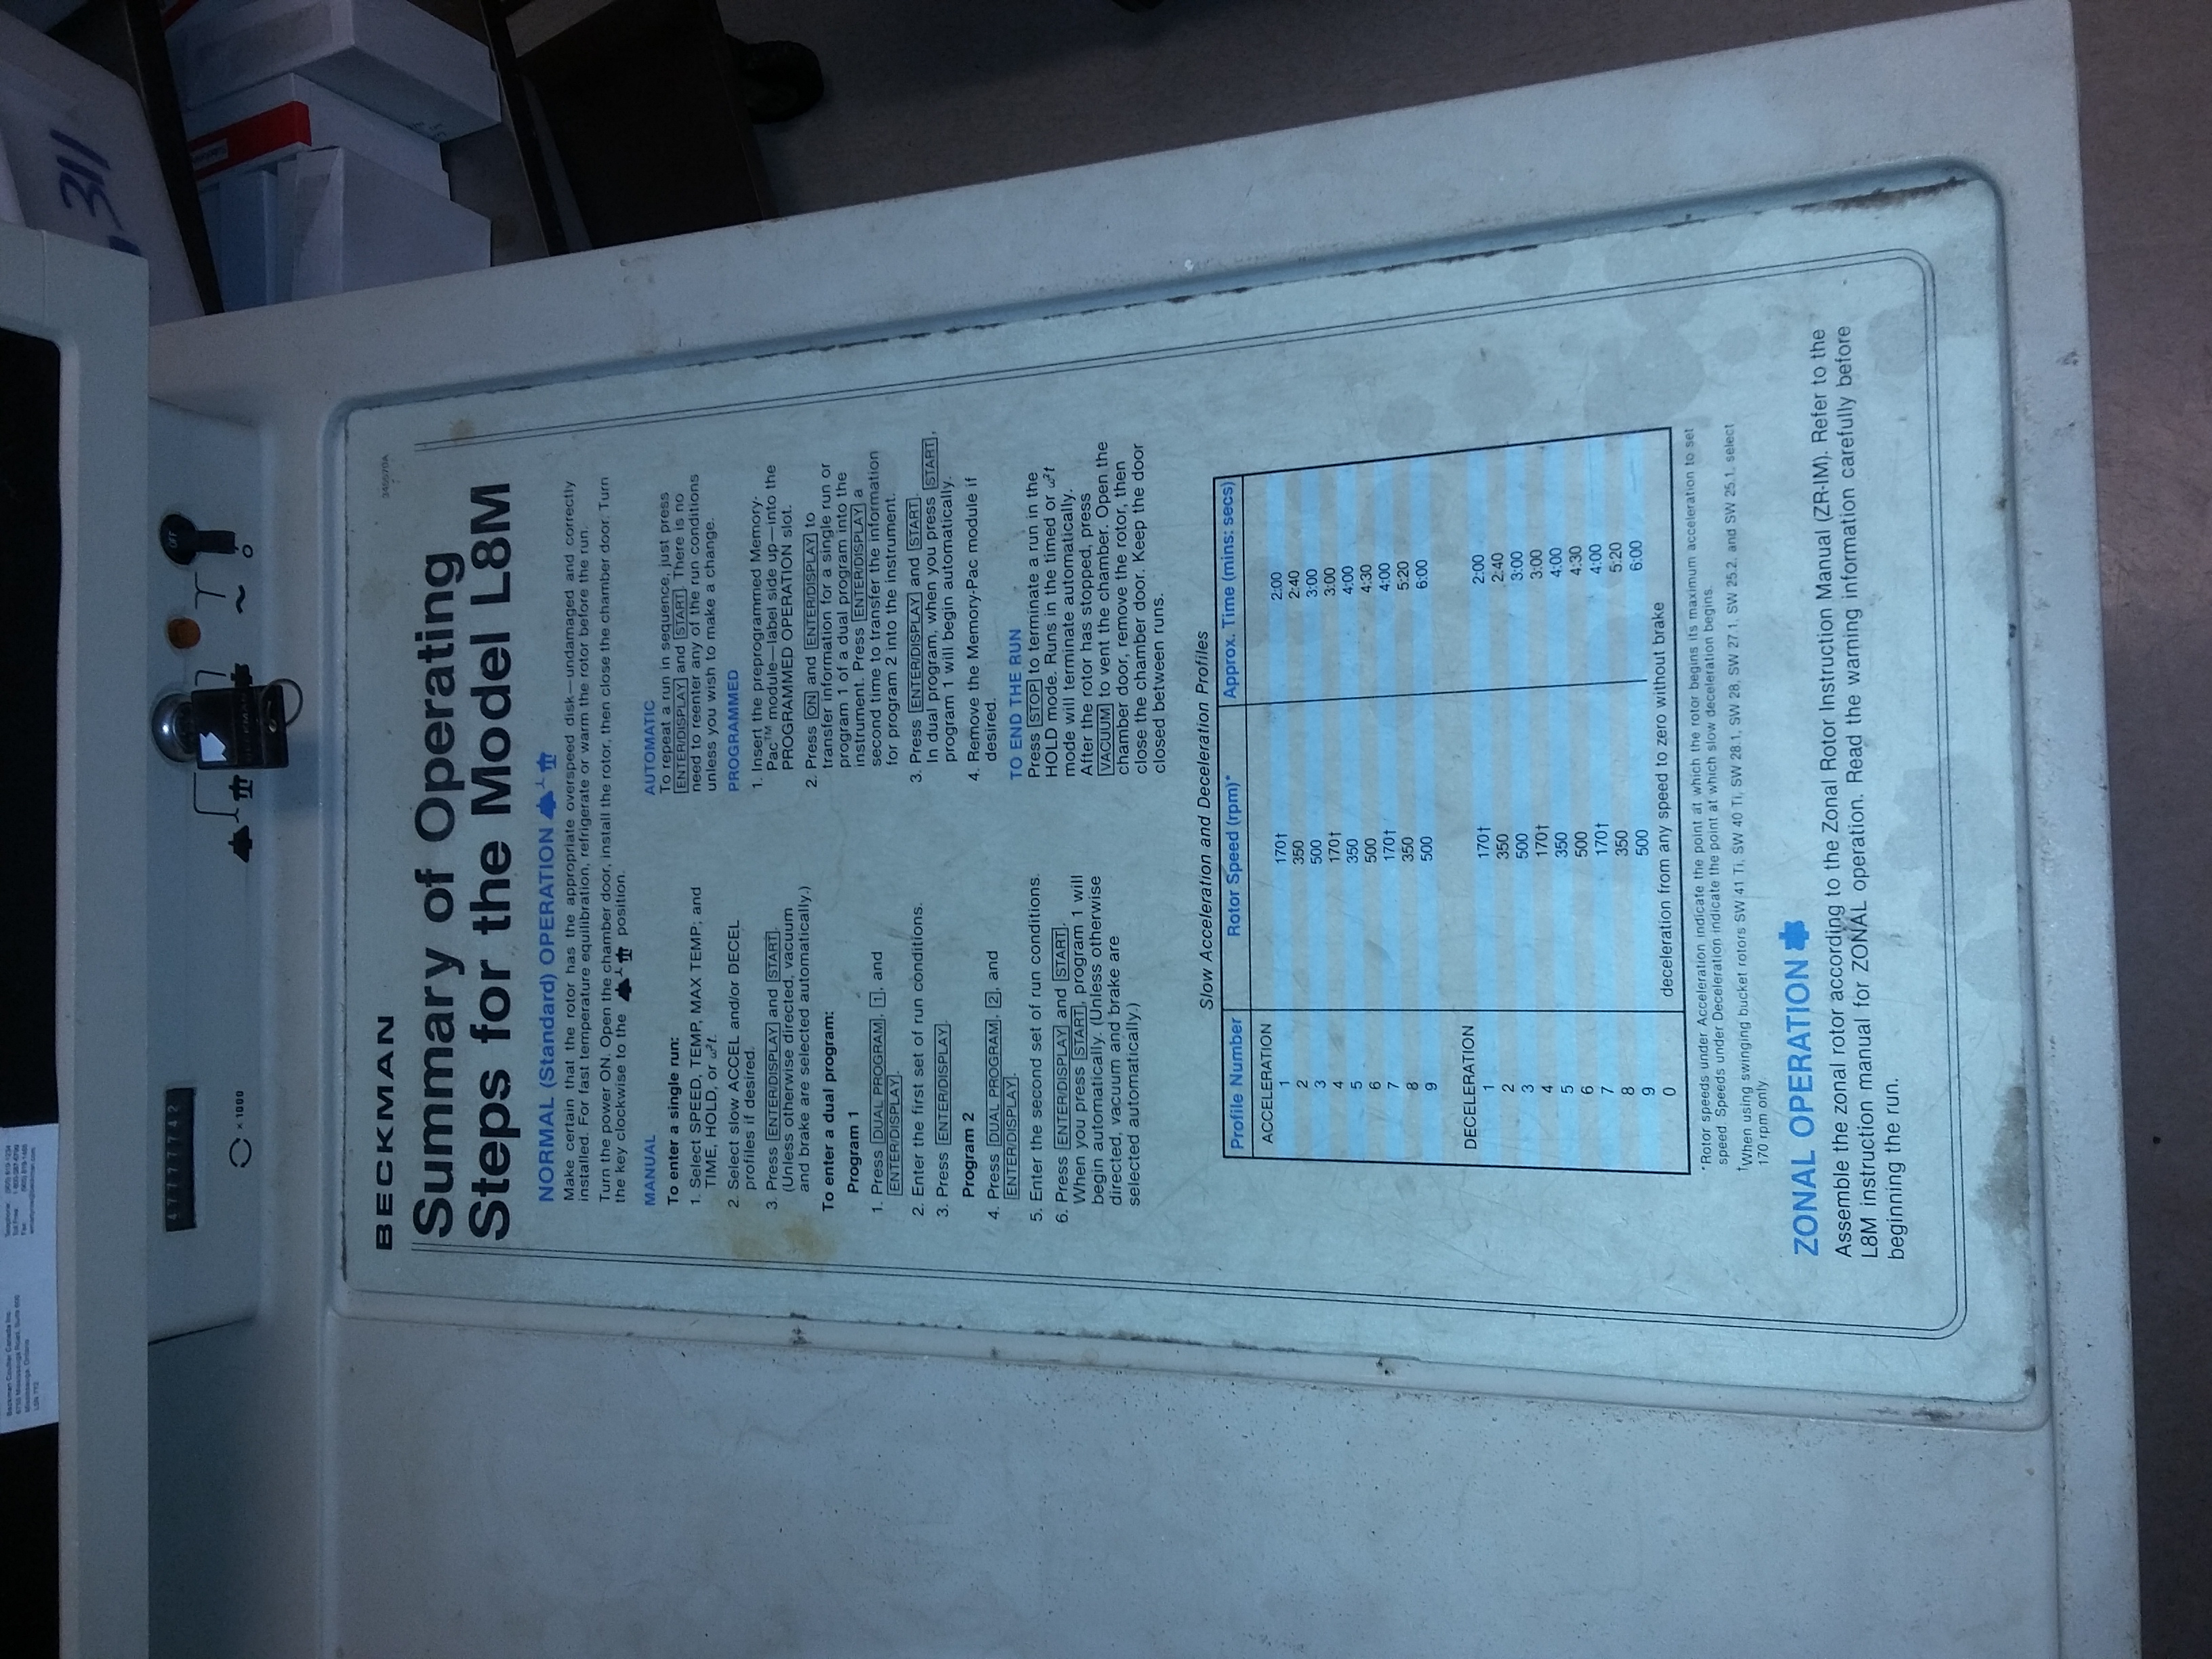 311
OFF
× 1000
BECKMAN
Summary of Operating
Steps for the Model L8M
NORMAL (Standard) OPERATION
Make certain that the rotor has the appropriate overspeed disk—undamaged and correctly
installed. For fast temperature equilibration, refrigerate or warm the rotor before the run.
Turn the power ON. Open the chamber door, install the rotor, then close the chamber door. Turn
the key clockwise to the position.
MANUAL
To enter a single run:
1. Select SPEED, TEMP, MAX TEMP; and
TIME, HOLD, or ω²t.
2. Select slow ACCEL and/or DECEL
profiles if desired.
3. Press ENTER/DISPLAY and START.
(Unless otherwise directed, vacuum
and brake are selected automatically.)
To enter a dual program:
Program 1
1. Press DUAL PROGRAM, 1, and
ENTER/DISPLAY.
2. Enter the first set of run conditions.
3. Press ENTER/DISPLAY.
Program 2
4. Press DUAL PROGRAM, 2, and
ENTER/DISPLAY.
5. Enter the second set of run conditions.
6. Press ENTER/DISPLAY and START.
When you press START, program 1 will
begin automatically. (Unless otherwise
directed, vacuum and brake are
selected automatically.)
AUTOMATIC
To repeat a run in sequence, just press
ENTER/DISPLAY and START. There is no
need to reenter any of the run conditions
unless you wish to make a change.
PROGRAMMED
1. Insert the preprogrammed Memory-
Pac™ module—label side up—into the
PROGRAMMED OPERATION slot.
2. Press ON and ENTER/DISPLAY to
transfer information for a single run or
program 1 of a dual program into the
instrument. Press ENTER/DISPLAY a
second time to transfer the information
for program 2 into the instrument.
3. Press ENTER/DISPLAY and START.
In dual program, when you press START,
program 1 will begin automatically.
4. Remove the Memory-Pac module if
desired.
TO END THE RUN
Press STOP to terminate a run in the
HOLD mode. Runs in the timed or ω²t
mode will terminate automatically.
After the rotor has stopped, press
VACUUM to vent the chamber. Open the
chamber door, remove the rotor, then
close the chamber door. Keep the door
closed between runs.
Slow Acceleration and Deceleration Profiles
Profile Number Rotor Speed (rpm)* Approx. Time (mins: secs)
ACCELERATION
1 170† 2:00
2 350 2:40
3 500 3:00
4 170† 3:00
5 350 4:00
6 500 4:30
7 170† 4:00
8 350 5:20
9 500 6:00
DECELERATION
1 170† 2:00
2 350 2:40
3 500 3:00
4 170† 3:00
5 350 4:00
6 500 4:30
7 170† 4:00
8 350 5:20
9 500 6:00
0 deceleration from any speed to zero without brake
*Rotor speeds under Acceleration indicate the point at which the rotor begins its maximum acceleration to set
speed. Speeds under Deceleration indicate the point at which slow deceleration begins.
†When using swinging bucket rotors SW 41 Ti, SW 40 Ti, SW 28.1, SW 28, SW 27.1, SW 25.2, and SW 25.1, select
170 rpm only.
ZONAL OPERATION
Assemble the zonal rotor according to the Zonal Rotor Instruction Manual (ZR-IM). Refer to the
L8M instruction manual for ZONAL operation. Read the warning information carefully before
beginning the run.